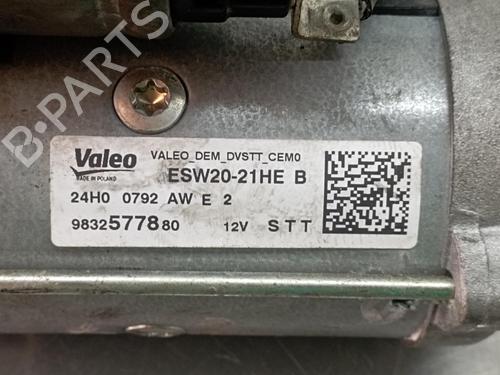 B-PARTS
Valeo
MADE IN POLAND
VALEO_DEM_DVSTT_CEM0
ESW20-21HE B
24H0 0792 AW E 2
9832577880 12V STT